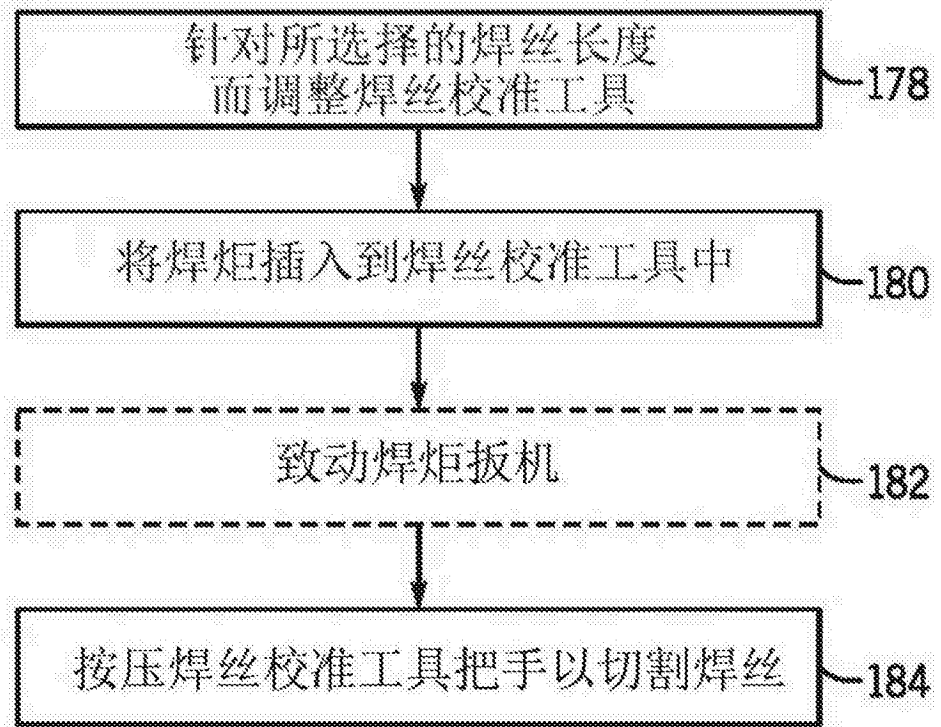 针对所选择的焊丝长度
而调整焊丝校准工具
178
将焊炬插入到焊丝校准工具中
180
致动焊炬扳机
182
按压焊丝校准工具把手以切割焊丝
184